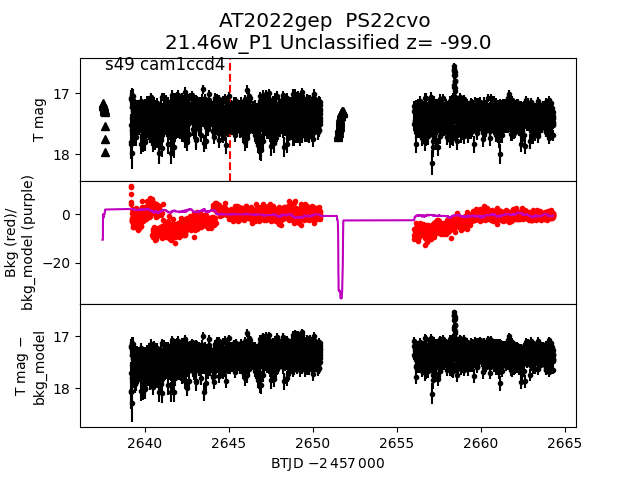 AT2022gep  PS22cvo
21.46w_P1 Unclassified z= -99.0
s49 cam1ccd4
T mag
17
18
Bkg (red)/
bkg_model (purple)
0
−20
T mag −
bkg_model
17
18
2640 2645 2650 2655 2660 2665
BTJD −2 457 000